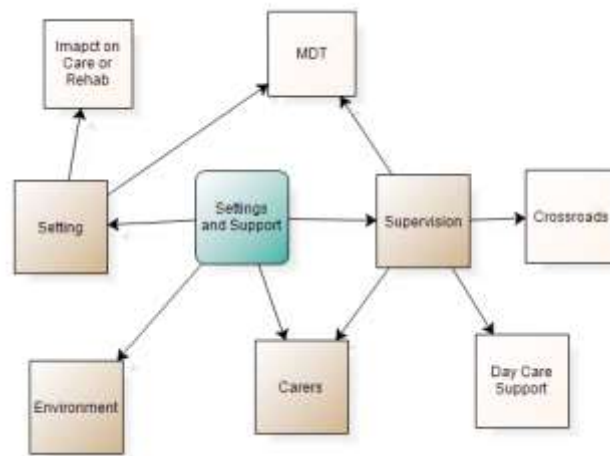 Imapct on
Care or
Rehab
MDT
Setting
Settings
and Support
Supervision
Crossroads
Environment
Carers
Day Care
Support